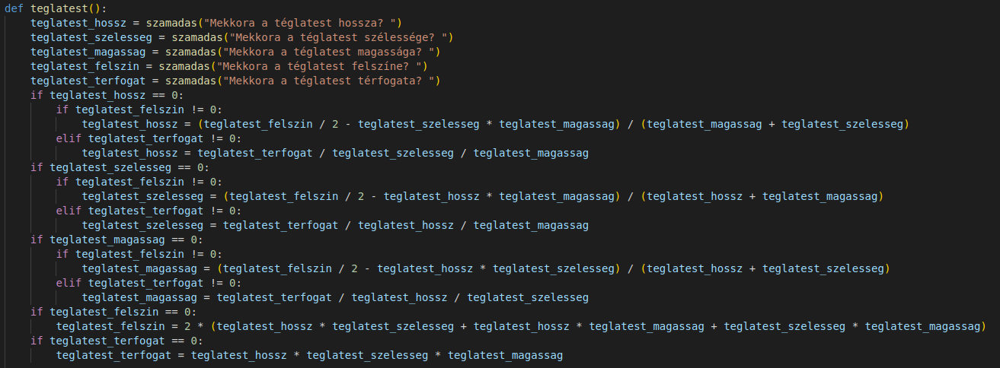 def teglatest():
    teglatest_hossz = szamadas("Mekkora a téglatest hossza? ")
    teglatest_szelesseg = szamadas("Mekkora a téglatest szélessége? ")
    teglatest_magassag = szamadas("Mekkora a téglatest magassága? ")
    teglatest_felszin = szamadas("Mekkora a téglatest felszíne? ")
    teglatest_terfogat = szamadas("Mekkora a téglatest térfogata? ")
    if teglatest_hossz == 0:
        if teglatest_felszin != 0:
            teglatest_hossz = (teglatest_felszin / 2 - teglatest_szelesseg * teglatest_magassag) / (teglatest_magassag + teglatest_szelesseg)
        elif teglatest_terfogat != 0:
            teglatest_hossz = teglatest_terfogat / teglatest_szelesseg / teglatest_magassag
    if teglatest_szelesseg == 0:
        if teglatest_felszin != 0:
            teglatest_szelesseg = (teglatest_felszin / 2 - teglatest_hossz * teglatest_magassag) / (teglatest_hossz + teglatest_magassag)
        elif teglatest_terfogat != 0:
            teglatest_szelesseg = teglatest_terfogat / teglatest_hossz / teglatest_magassag
    if teglatest_magassag == 0:
        if teglatest_felszin != 0:
            teglatest_magassag = (teglatest_felszin / 2 - teglatest_hossz * teglatest_szelesseg) / (teglatest_hossz + teglatest_szelesseg)
        elif teglatest_terfogat != 0:
            teglatest_magassag = teglatest_terfogat / teglatest_hossz / teglatest_szelesseg
    if teglatest_felszin == 0:
        teglatest_felszin = 2 * (teglatest_hossz * teglatest_szelesseg + teglatest_hossz * teglatest_magassag + teglatest_szelesseg * teglatest_magassag)
    if teglatest_terfogat == 0:
        teglatest_terfogat = teglatest_hossz * teglatest_szelesseg * teglatest_magassag